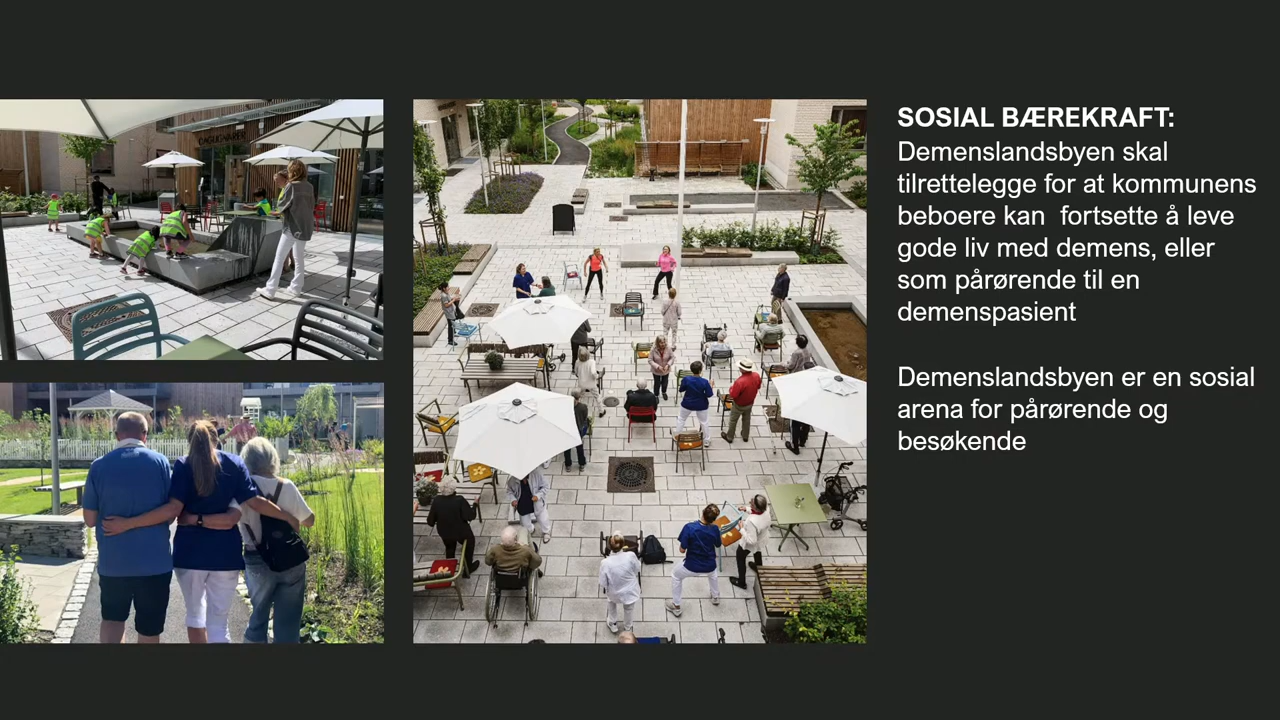 SOSIAL BÆREKRAFT:
Demenslandsbyen skal
tilrettelegge for at kommunens
beboere kan  fortsette å leve
gode liv med demens, eller
som pårørende til en
demenspasient
Demenslandsbyen er en sosial
arena for pårørende og
besøkende